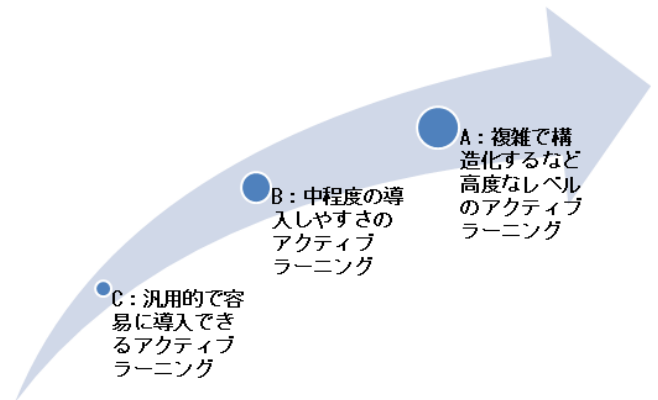 A：複雑で構
造化するなど
高度なレベル
のアクティブ
ラーニング
B：中程度の導
入しやすさの
アクティブ
ラーニング
C：汎用的で容
易に導入でき
るアクティブ
ラーニング